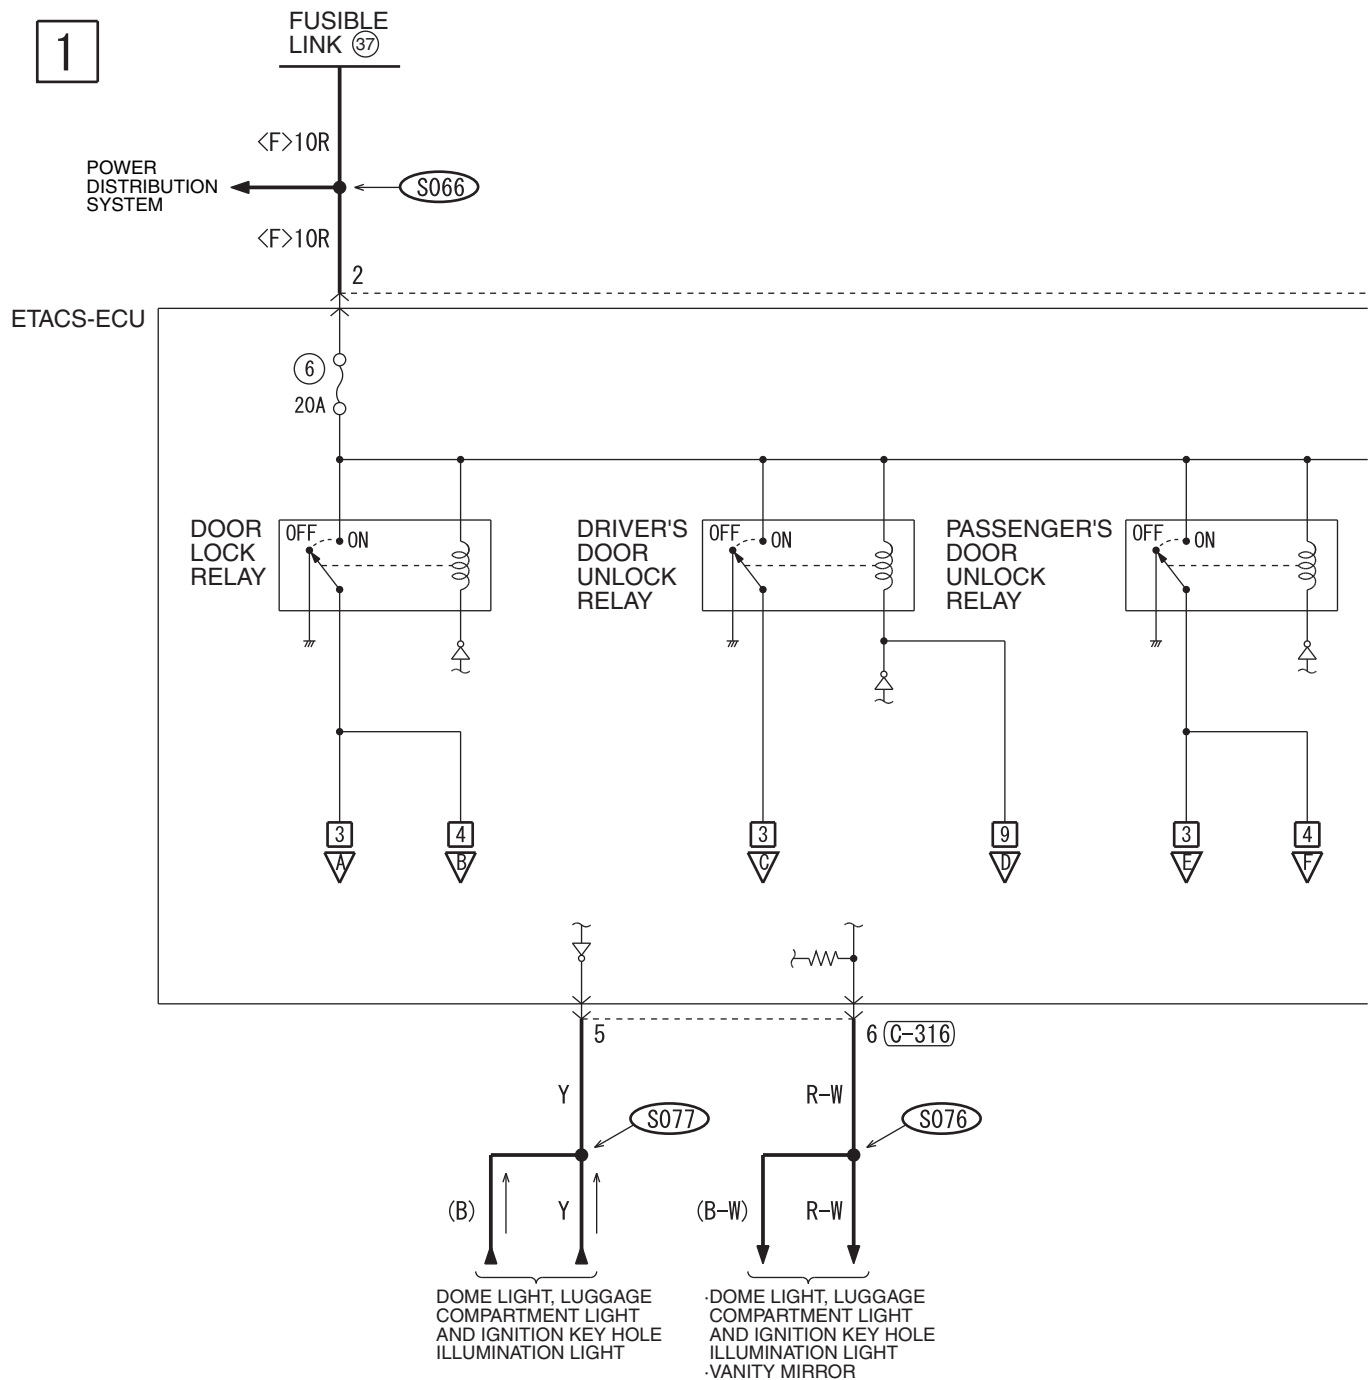 1
FUSIBLE
LINK 37
<F>10R
POWER
DISTRIBUTION
SYSTEM
S066
<F>10R
2
ETACS-ECU
6
20A
DOOR
LOCK
RELAY
OFF
ON
DRIVER'S
DOOR
UNLOCK
RELAY
OFF
ON
PASSENGER'S
DOOR
UNLOCK
RELAY
OFF
ON
3
4
3
9
3
4
A
B
C
D
E
F
5
6 C-316
Y
R-W
S077
S076
(B)
Y
(B-W)
R-W
DOME LIGHT, LUGGAGE
COMPARTMENT LIGHT
AND IGNITION KEY HOLE
ILLUMINATION LIGHT
·DOME LIGHT, LUGGAGE
COMPARTMENT LIGHT
AND IGNITION KEY HOLE
ILLUMINATION LIGHT
·VANITY MIRROR